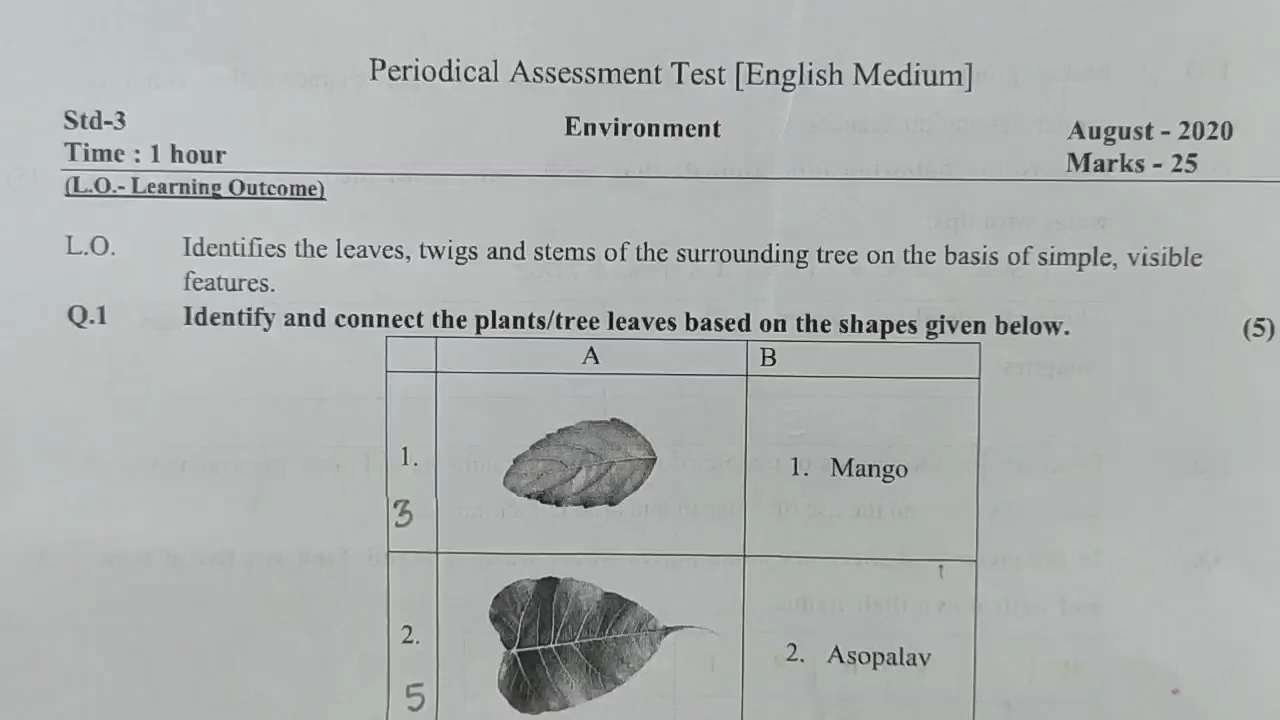 Periodical Assessment Test [English Medium]
Std-3 Environment August - 2020
Time : 1 hour Marks - 25
(L.O.- Learning Outcome)
L.O. Identifies the leaves, twigs and stems of the surrounding tree on the basis of simple, visible
features.
Q.1 Identify and connect the plants/tree leaves based on the shapes given below. (5)
A B
1. 1. Mango
3
2. 2. Asopalav
5